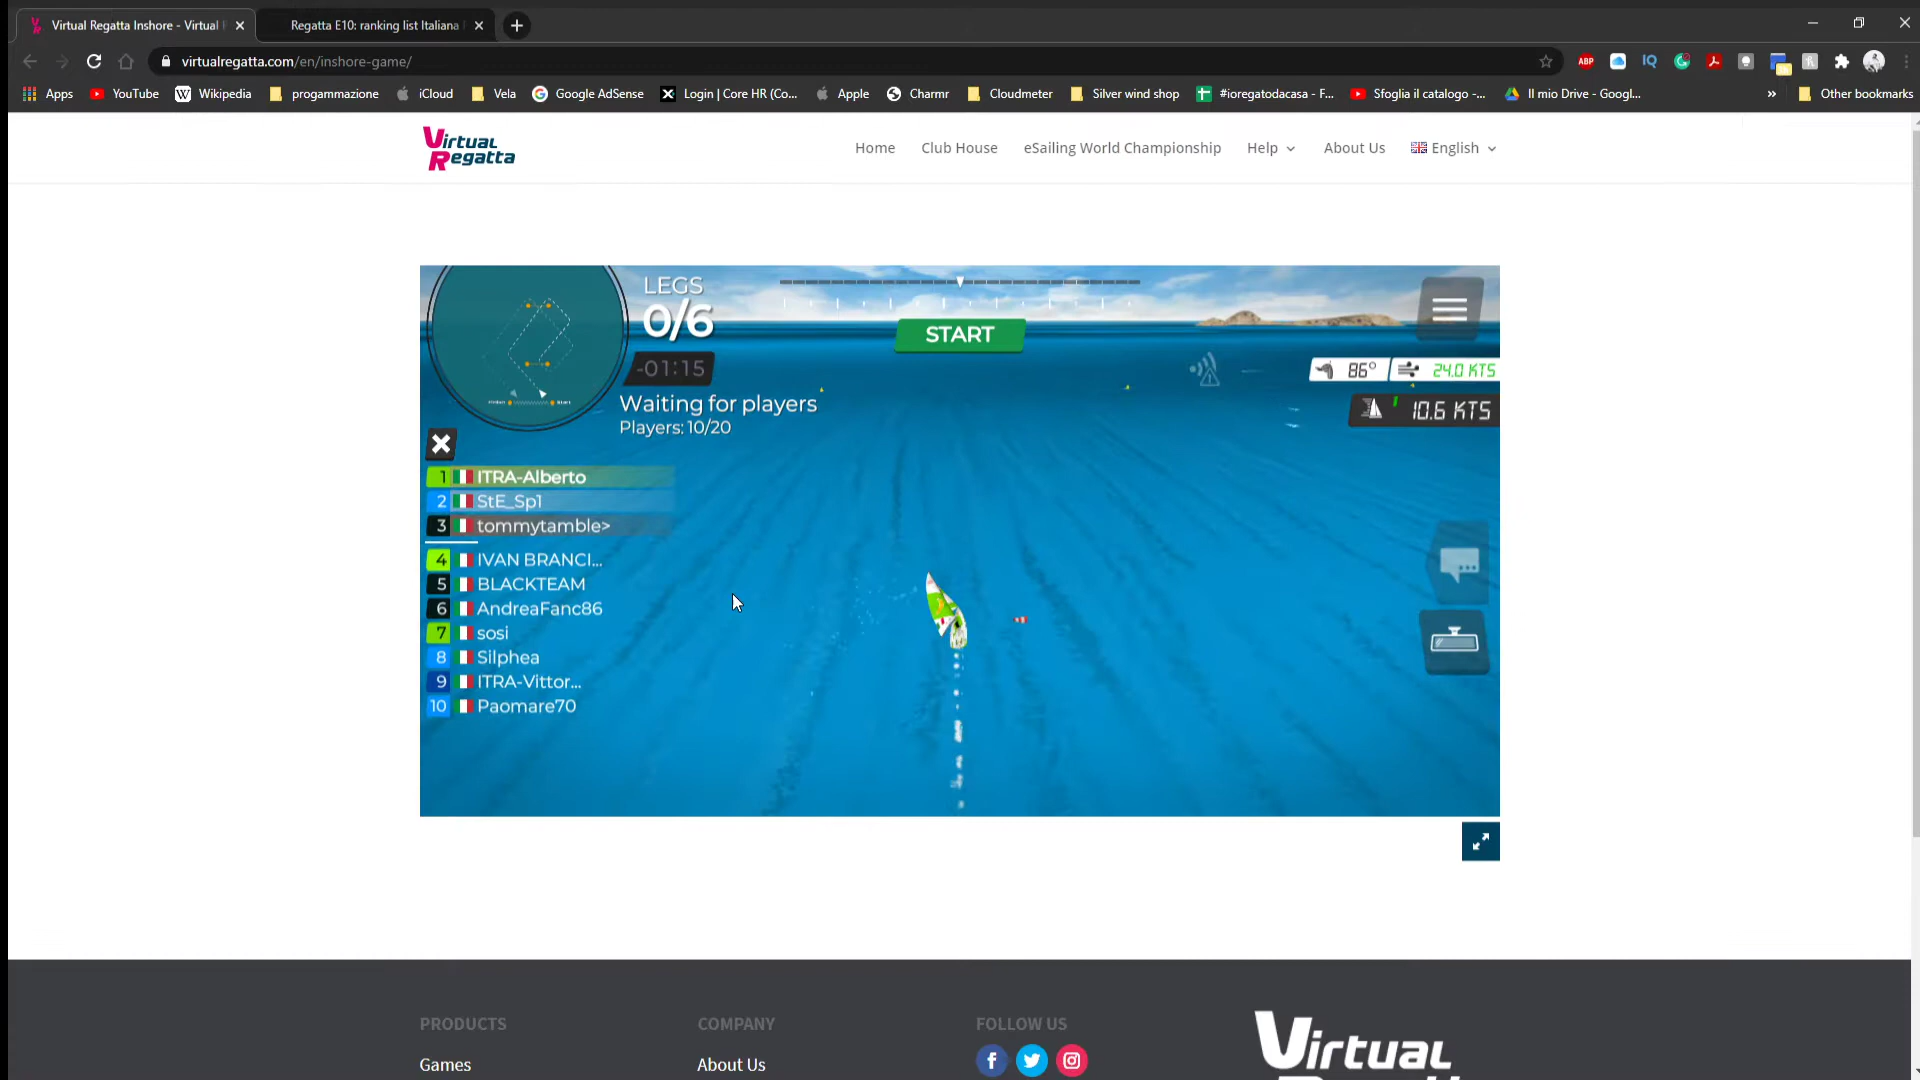 Virtual Regatta Inshore - Virtual
Regatta E10: ranking list Italiana
virtualregatta.com/en/inshore-game/
ABP
IQ
Apps YouTube Wikipedia progammazione iCloud Vela Google AdSense Login | Core HR (Co... Apple Charmr Cloudmeter Silver wind shop #ioregatodacasa - F... Sfoglia il catalogo -... Il mio Drive - Googl... » Other bookmarks
Virtual
Regatta
Home Club House eSailing World Championship Help About Us English
LEGS
0/6
START
-01:15
86° 24.0 KTS
Waiting for players
10.6 KTS
Players: 10/20
1 ITRA-Alberto
2 StE_Sp1
3 tommytamble>
4 IVAN BRANCI...
5 BLACKTEAM
6 AndreaFanc86
7 sosi
8 Silphea
9 ITRA-Vittor...
10 Paomare70
PRODUCTS COMPANY FOLLOW US
Games About Us
Virtual
Regatta